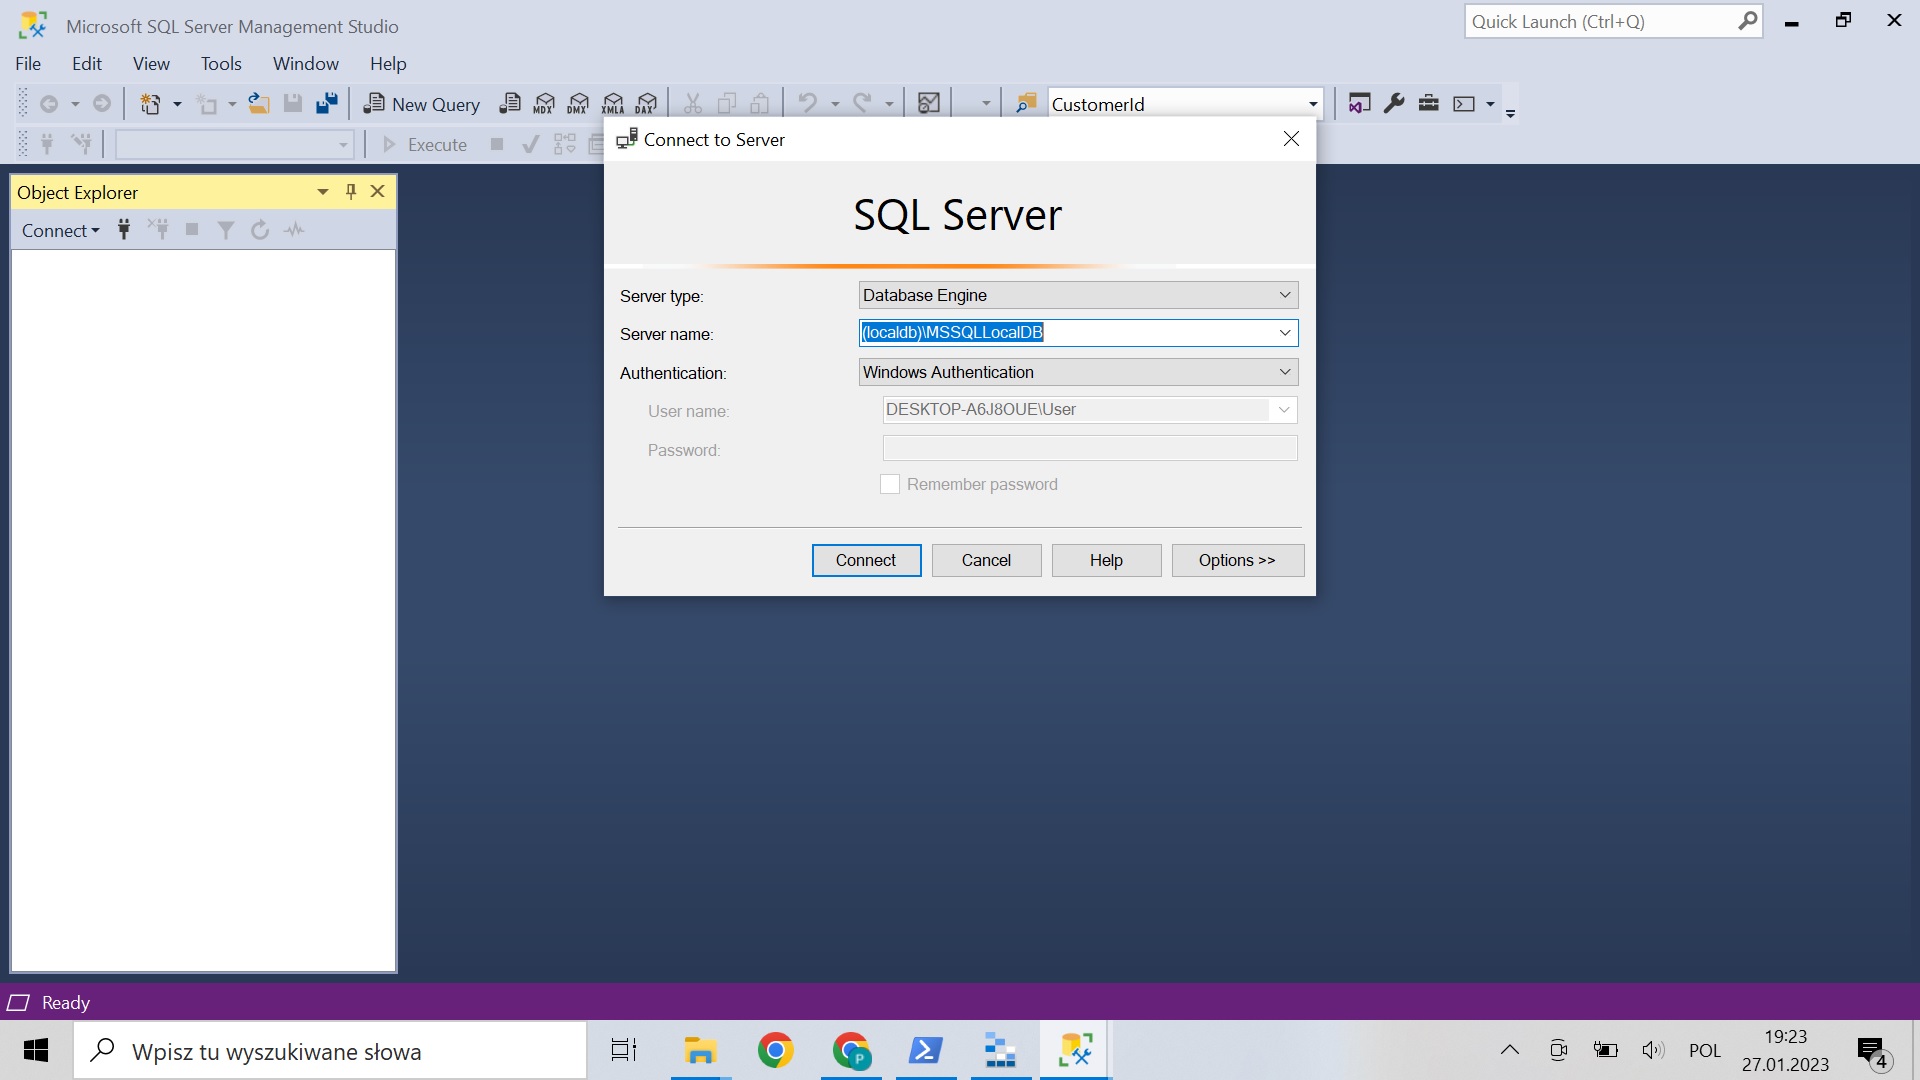 Microsoft SQL Server Management Studio
Quick Launch (Ctrl+Q)
File Edit View Tools Window Help
New Query MDX DMX XMLA DAX CustomerId
Execute
Connect to Server
Object Explorer
Connect
SQL Server
Server type: Database Engine
Server name: (localdb)\MSSQLLocalDB
Authentication: Windows Authentication
User name: DESKTOP-A6J8OUE\User
Password:
Remember password
Connect Cancel Help Options >>
Ready
Wpisz tu wyszukiwane słowa
P
POL
19:23
27.01.2023
4